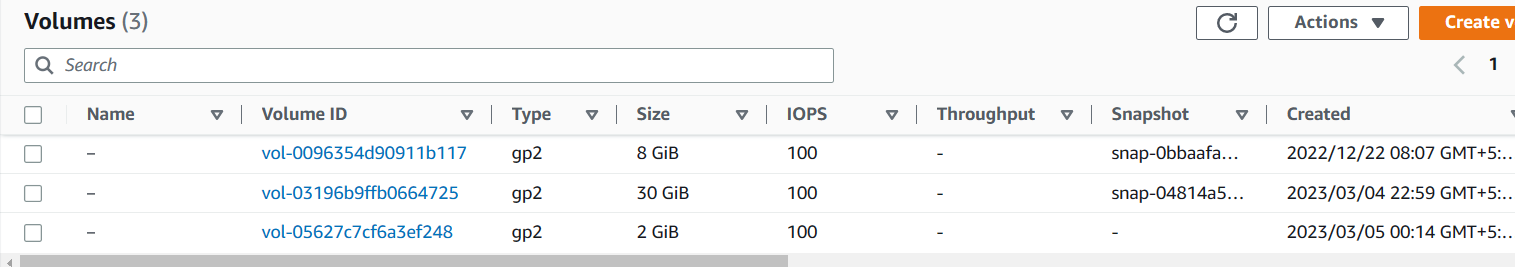 Volumes (3)
Actions
Create v
Search
1
Name Volume ID Type Size IOPS Throughput Snapshot Created
– vol-0096354d90911b117 gp2 8 GiB 100 - snap-0bbaafa... 2022/12/22 08:07 GMT+5:...
– vol-03196b9ffb0664725 gp2 30 GiB 100 - snap-04814a5... 2023/03/04 22:59 GMT+5:...
– vol-05627c7cf6a3ef248 gp2 2 GiB 100 - - 2023/03/05 00:14 GMT+5:...